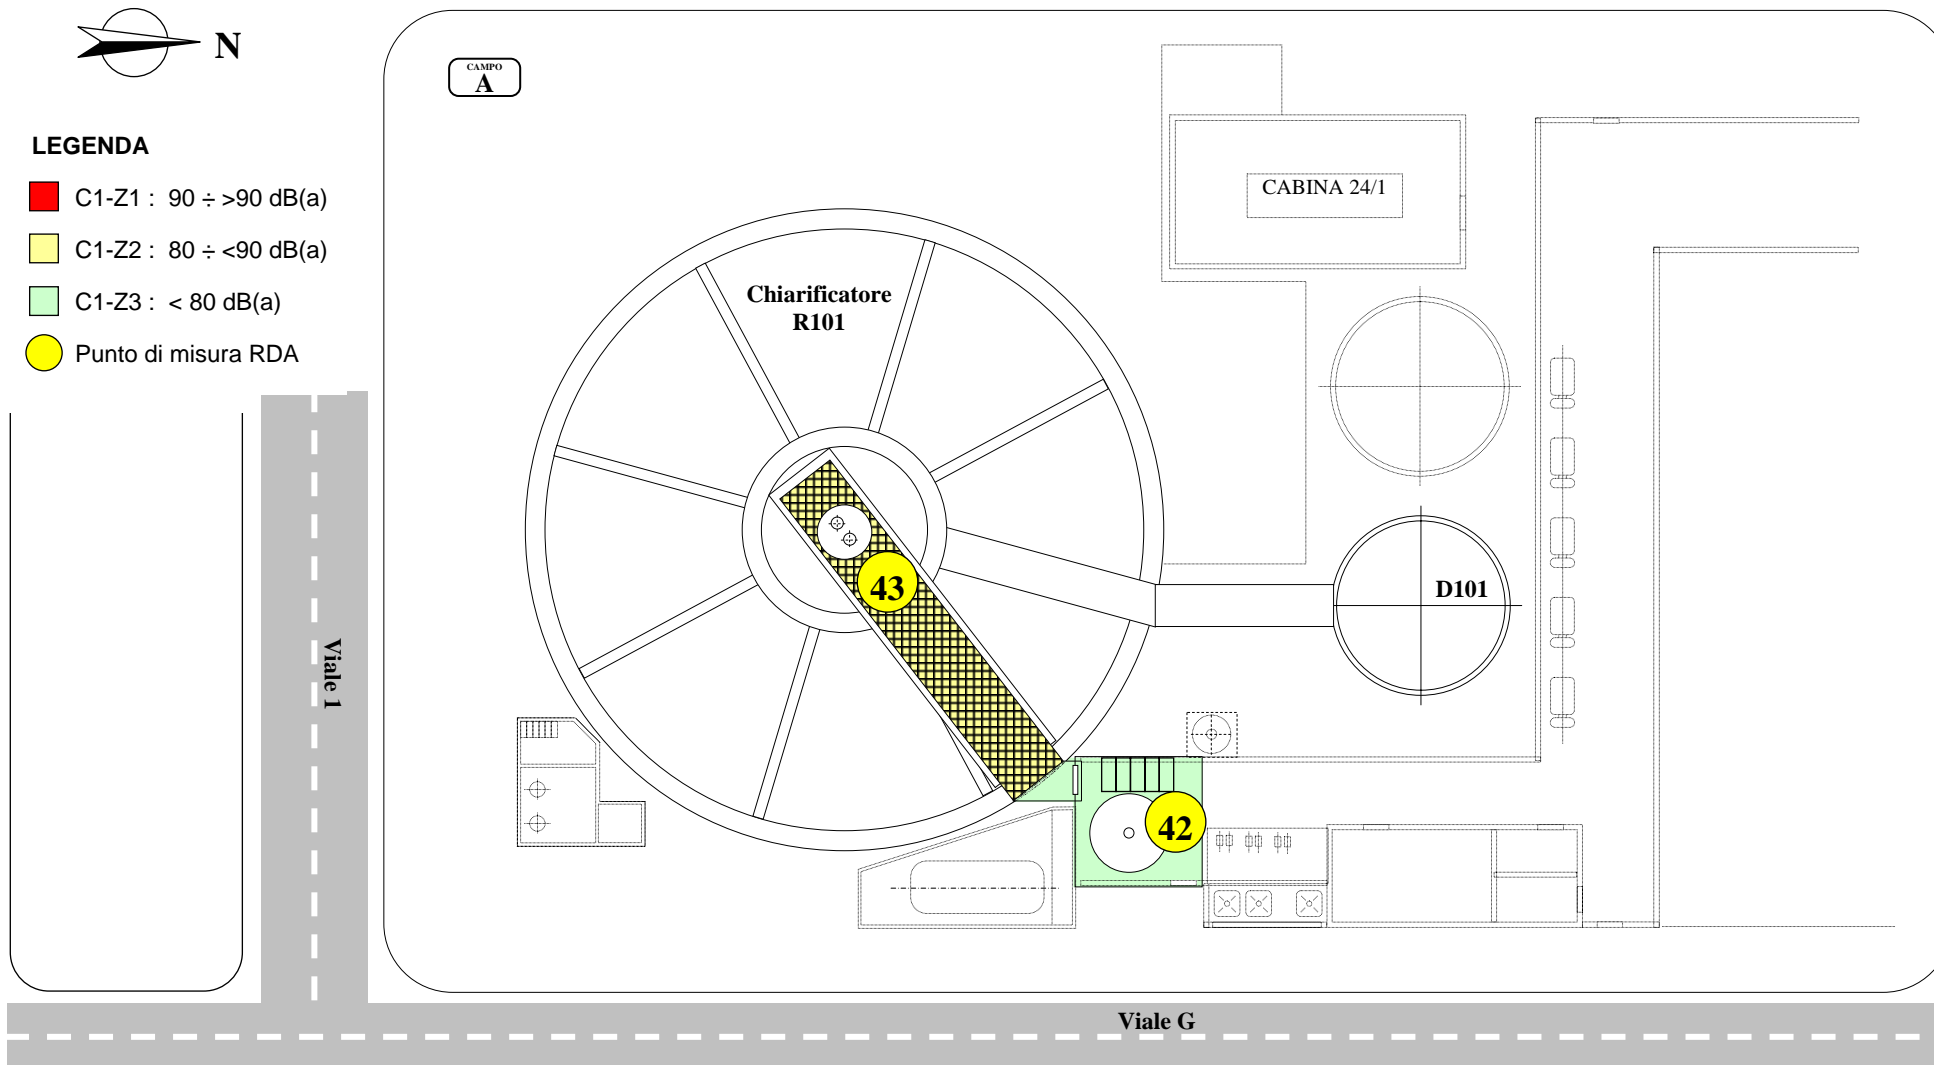 N
CAMPO
A
LEGENDA
C1-Z1 : 90 ÷ >90 dB(a)
C1-Z2 : 80 ÷ <90 dB(a)
C1-Z3 : < 80 dB(a)
Punto di misura RDA
CABINA 24/1
Chiarificatore
R101
43
D101
Viale 1
42
Viale G